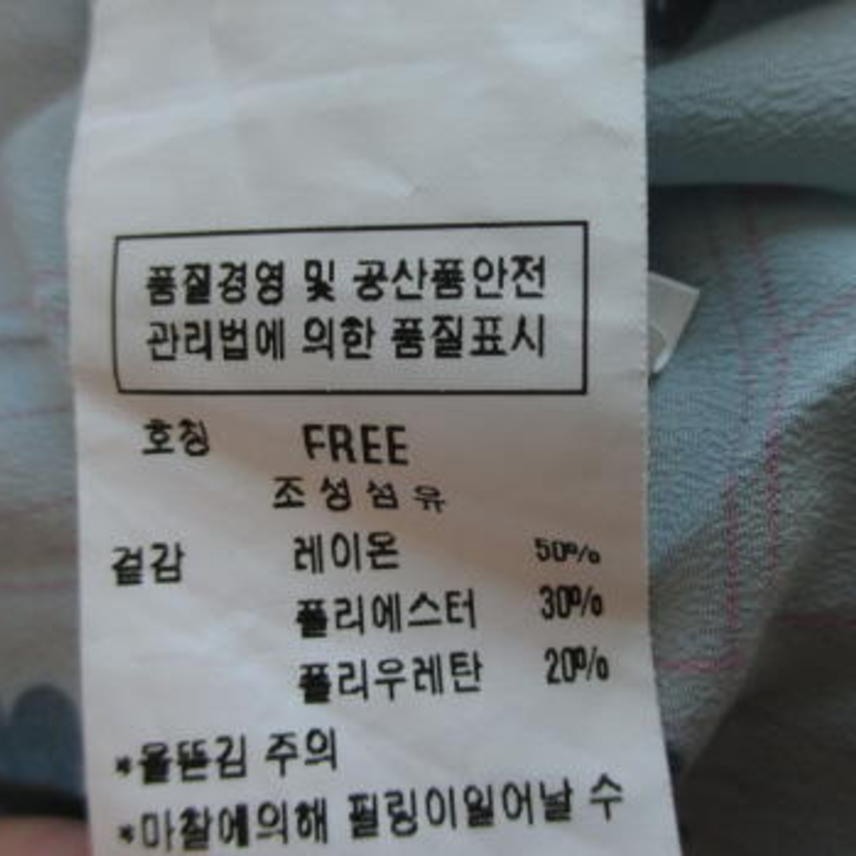 품질경영 및 공산품안전
관리법에 의한 품질표시
호칭 FREE
조성섬유
겉감 레이온 50%
폴리에스터 30%
폴리우레탄 20%
*올뜯김 주의
*마찰에의해 필링이일어날 수